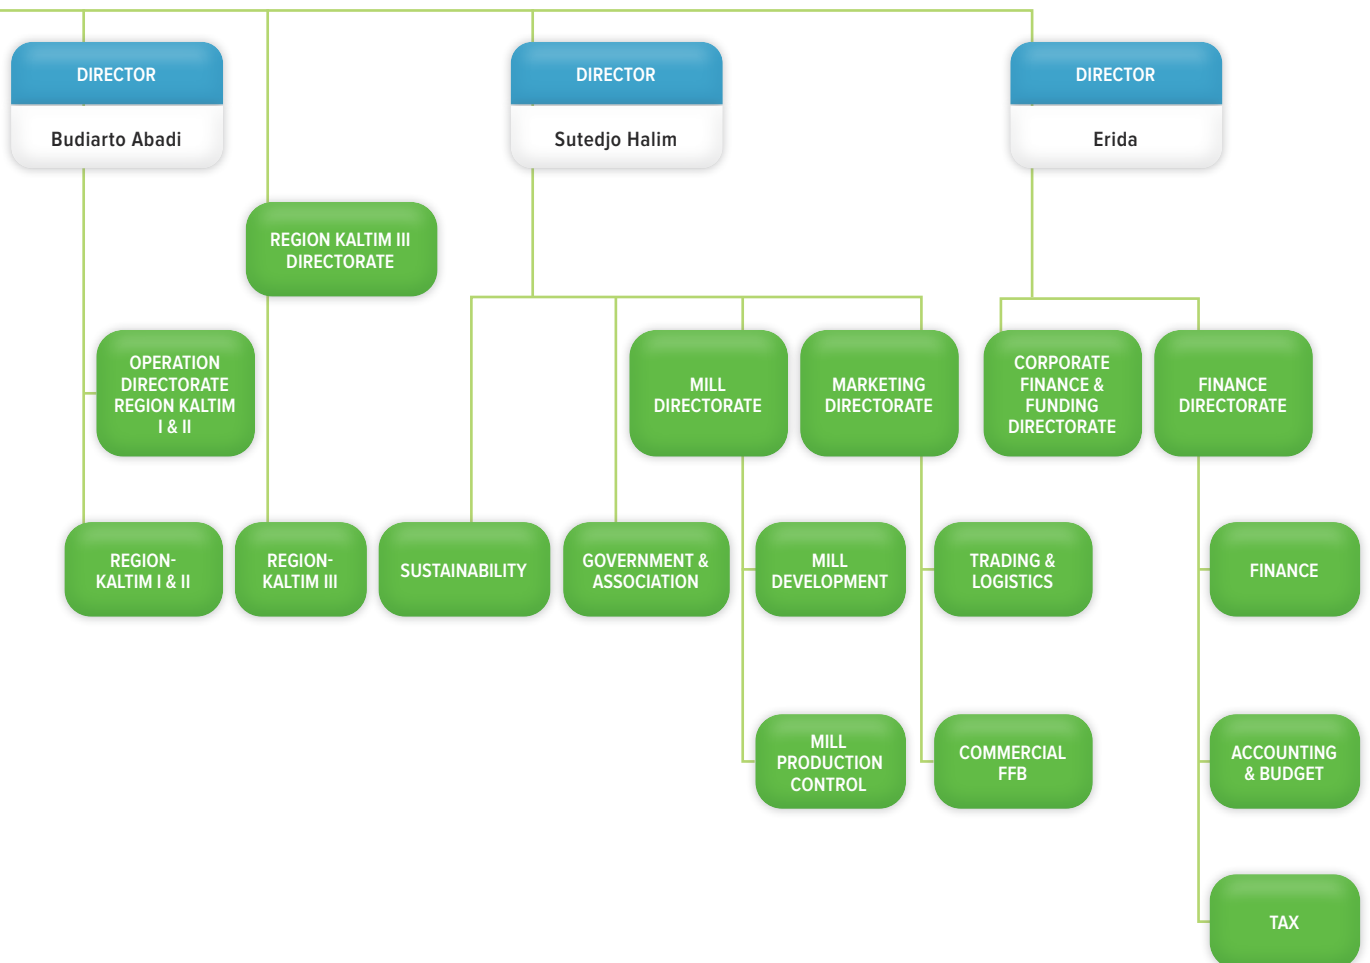 DIRECTOR
Budiarto Abadi
DIRECTOR
Sutedjo Halim
DIRECTOR
Erida
REGION KALTIM III
DIRECTORATE
OPERATION
DIRECTORATE
REGION KALTIM
I & II
MILL
DIRECTORATE
MARKETING
DIRECTORATE
CORPORATE
FINANCE &
FUNDING
DIRECTORATE
FINANCE
DIRECTORATE
REGION-
KALTIM I & II
REGION-
KALTIM III
SUSTAINABILITY
GOVERNMENT &
ASSOCIATION
MILL
DEVELOPMENT
TRADING &
LOGISTICS
FINANCE
MILL
PRODUCTION
CONTROL
COMMERCIAL
FFB
ACCOUNTING
& BUDGET
TAX